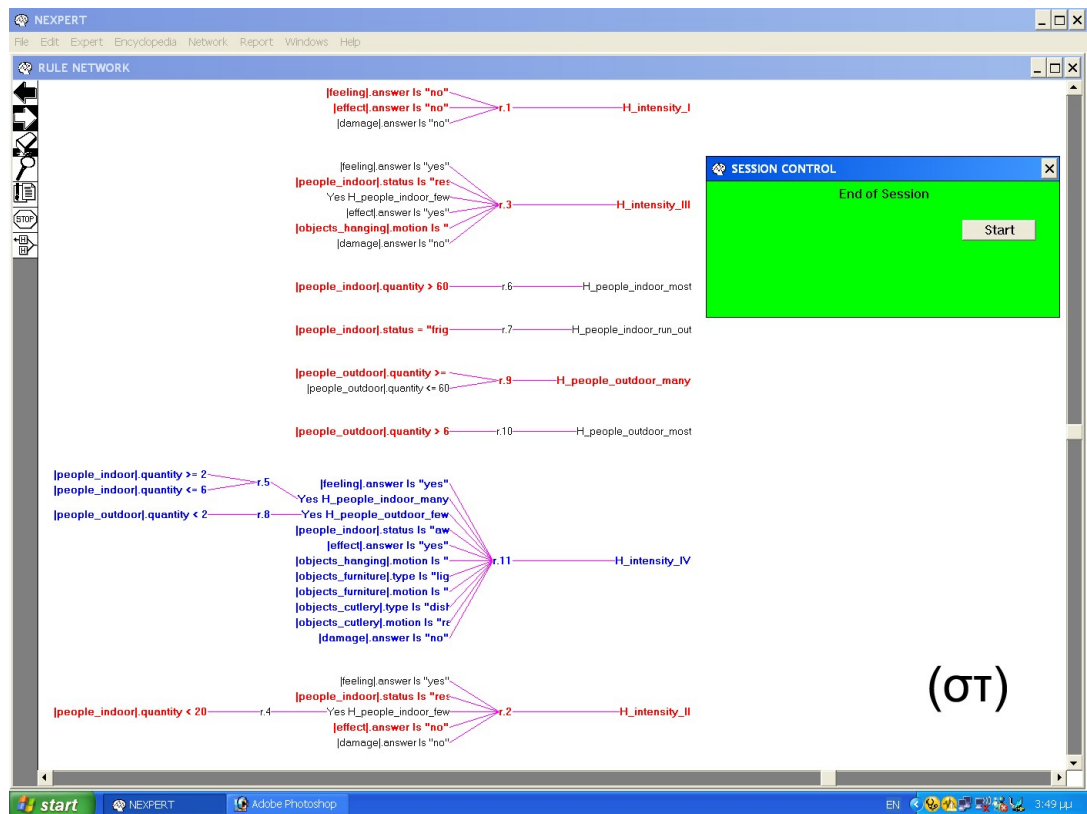 NEXPERT
File Edit Expert Encyclopedia Network Report Windows Help
RULE NETWORK
|feeling|.answer Is "no"
|effect|.answer Is "no"
|damage|.answer Is "no"
r.1
H_intensity_I
|feeling|.answer Is "yes"
|people_indoor|.status Is "res
Yes H_people_indoor_few
|effect|.answer Is "yes"
|objects_hanging|.motion Is "
|damage|.answer Is "no"
r.3
H_intensity_III
SESSION CONTROL
End of Session
Start
STOP
|people_indoor|.quantity > 60
r.6
H_people_indoor_most
|people_indoor|.status = "frig
r.7
H_people_indoor_run_out
|people_outdoor|.quantity >=
|people_outdoor|.quantity <= 60
r.9
H_people_outdoor_many
|people_outdoor|.quantity > 6
r.10
H_people_outdoor_most
|people_indoor|.quantity >= 2
|people_indoor|.quantity <= 6
r.5
|people_outdoor|.quantity < 2
r.8
|feeling|.answer Is "yes"
Yes H_people_indoor_many
Yes H_people_outdoor_few
|people_indoor|.status Is "aw
|effect|.answer Is "yes"
|objects_hanging|.motion Is "
|objects_furniture|.type Is "lig
|objects_furniture|.motion Is "
|objects_cutlery|.type Is "dish
|objects_cutlery|.motion Is "ra
|damage|.answer Is "no"
r.11
H_intensity_IV
|people_indoor|.quantity < 20
r.4
|feeling|.answer Is "yes"
|people_indoor|.status Is "res
Yes H_people_indoor_few
|effect|.answer Is "no"
|damage|.answer Is "no"
r.2
H_intensity_II
(στ)
start NEXPERT Adobe Photoshop EN 3:49 μμ